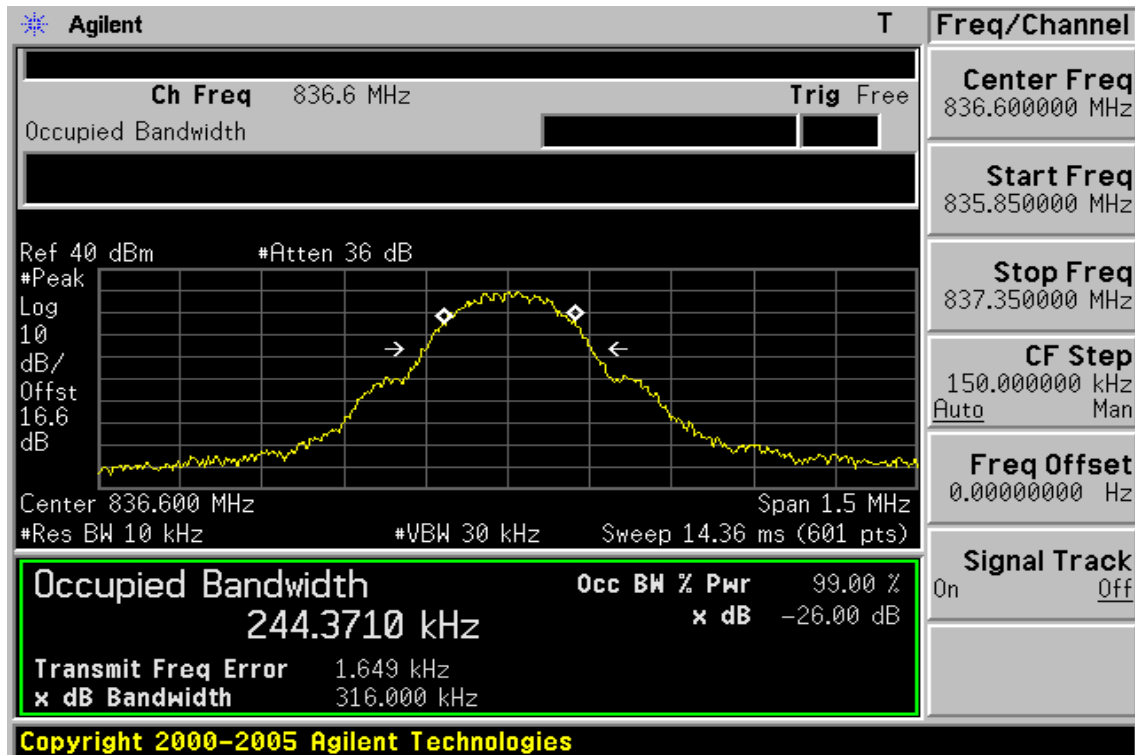 Agilent T
Ch Freq 836.6 MHz Trig Free
Occupied Bandwidth
Ref 40 dBm #Atten 36 dB
#Peak
Log
10
dB/
Offst
16.6
dB
Center 836.600 MHz Span 1.5 MHz
#Res BW 10 kHz #VBW 30 kHz Sweep 14.36 ms (601 pts)
Occupied Bandwidth Occ BW % Pwr 99.00 %
244.3710 kHz x dB -26.00 dB
Transmit Freq Error 1.649 kHz
x dB Bandwidth 316.000 kHz
Copyright 2000-2005 Agilent Technologies
Freq/Channel
Center Freq
836.600000 MHz
Start Freq
835.850000 MHz
Stop Freq
837.350000 MHz
CF Step
150.000000 kHz
Auto Man
Freq Offset
0.00000000 Hz
Signal Track
On Off